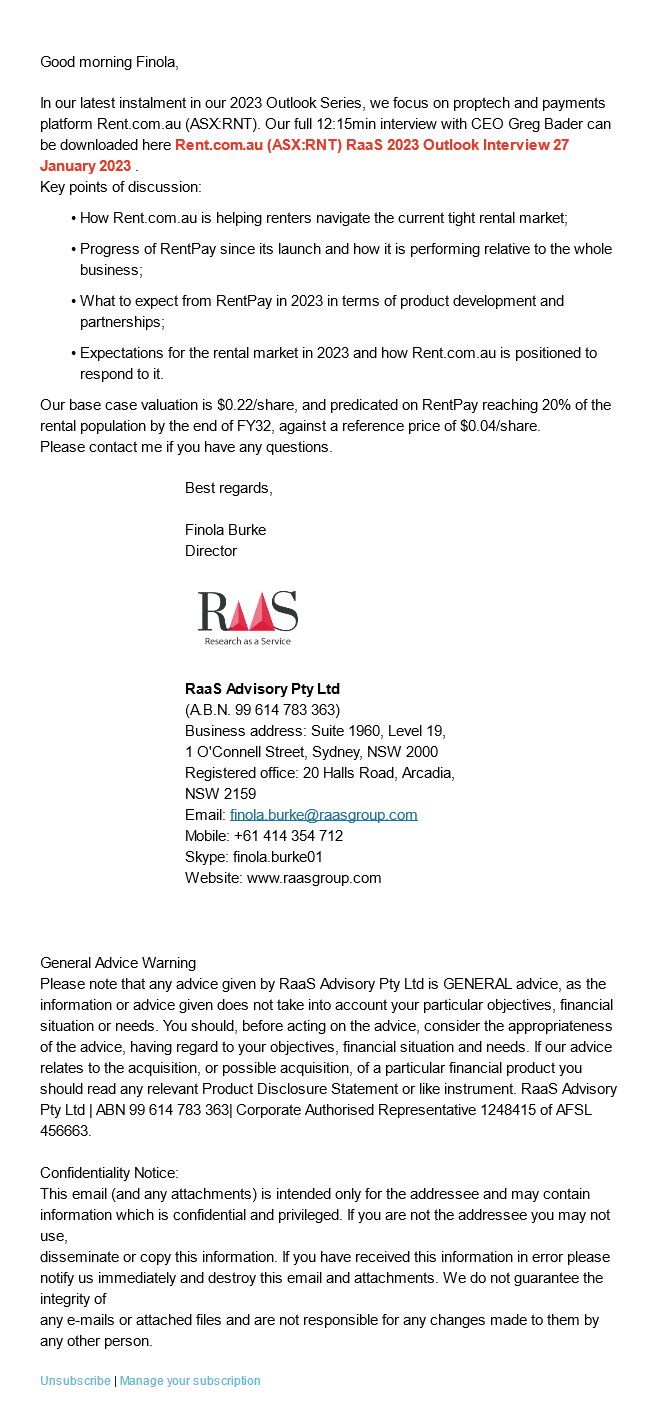 Good morning Finola,
In our latest instalment in our 2023 Outlook Series, we focus on proptech and payments
platform Rent.com.au (ASX:RNT). Our full 12:15min interview with CEO Greg Bader can
be downloaded here Rent.com.au (ASX:RNT) RaaS 2023 Outlook Interview 27
January 2023 .
Key points of discussion:
• How Rent.com.au is helping renters navigate the current tight rental market;
• Progress of RentPay since its launch and how it is performing relative to the whole
business;
• What to expect from RentPay in 2023 in terms of product development and
partnerships;
• Expectations for the rental market in 2023 and how Rent.com.au is positioned to
respond to it.
Our base case valuation is $0.22/share, and predicated on RentPay reaching 20% of the
rental population by the end of FY32, against a reference price of $0.04/share.
Please contact me if you have any questions.
Best regards,
Finola Burke
Director
RAAS
Research as a Service
RaaS Advisory Pty Ltd
(A.B.N. 99 614 783 363)
Business address: Suite 1960, Level 19,
1 O'Connell Street, Sydney, NSW 2000
Registered office: 20 Halls Road, Arcadia,
NSW 2159
Email: finola.burke@raasgroup.com
Mobile: +61 414 354 712
Skype: finola.burke01
Website: www.raasgroup.com
General Advice Warning
Please note that any advice given by RaaS Advisory Pty Ltd is GENERAL advice, as the
information or advice given does not take into account your particular objectives, financial
situation or needs. You should, before acting on the advice, consider the appropriateness
of the advice, having regard to your objectives, financial situation and needs. If our advice
relates to the acquisition, or possible acquisition, of a particular financial product you
should read any relevant Product Disclosure Statement or like instrument. RaaS Advisory
Pty Ltd | ABN 99 614 783 363| Corporate Authorised Representative 1248415 of AFSL
456663.
Confidentiality Notice:
This email (and any attachments) is intended only for the addressee and may contain
information which is confidential and privileged. If you are not the addressee you may not
use,
disseminate or copy this information. If you have received this information in error please
notify us immediately and destroy this email and attachments. We do not guarantee the
integrity of
any e-mails or attached files and are not responsible for any changes made to them by
any other person.
Unsubscribe | Manage your subscription